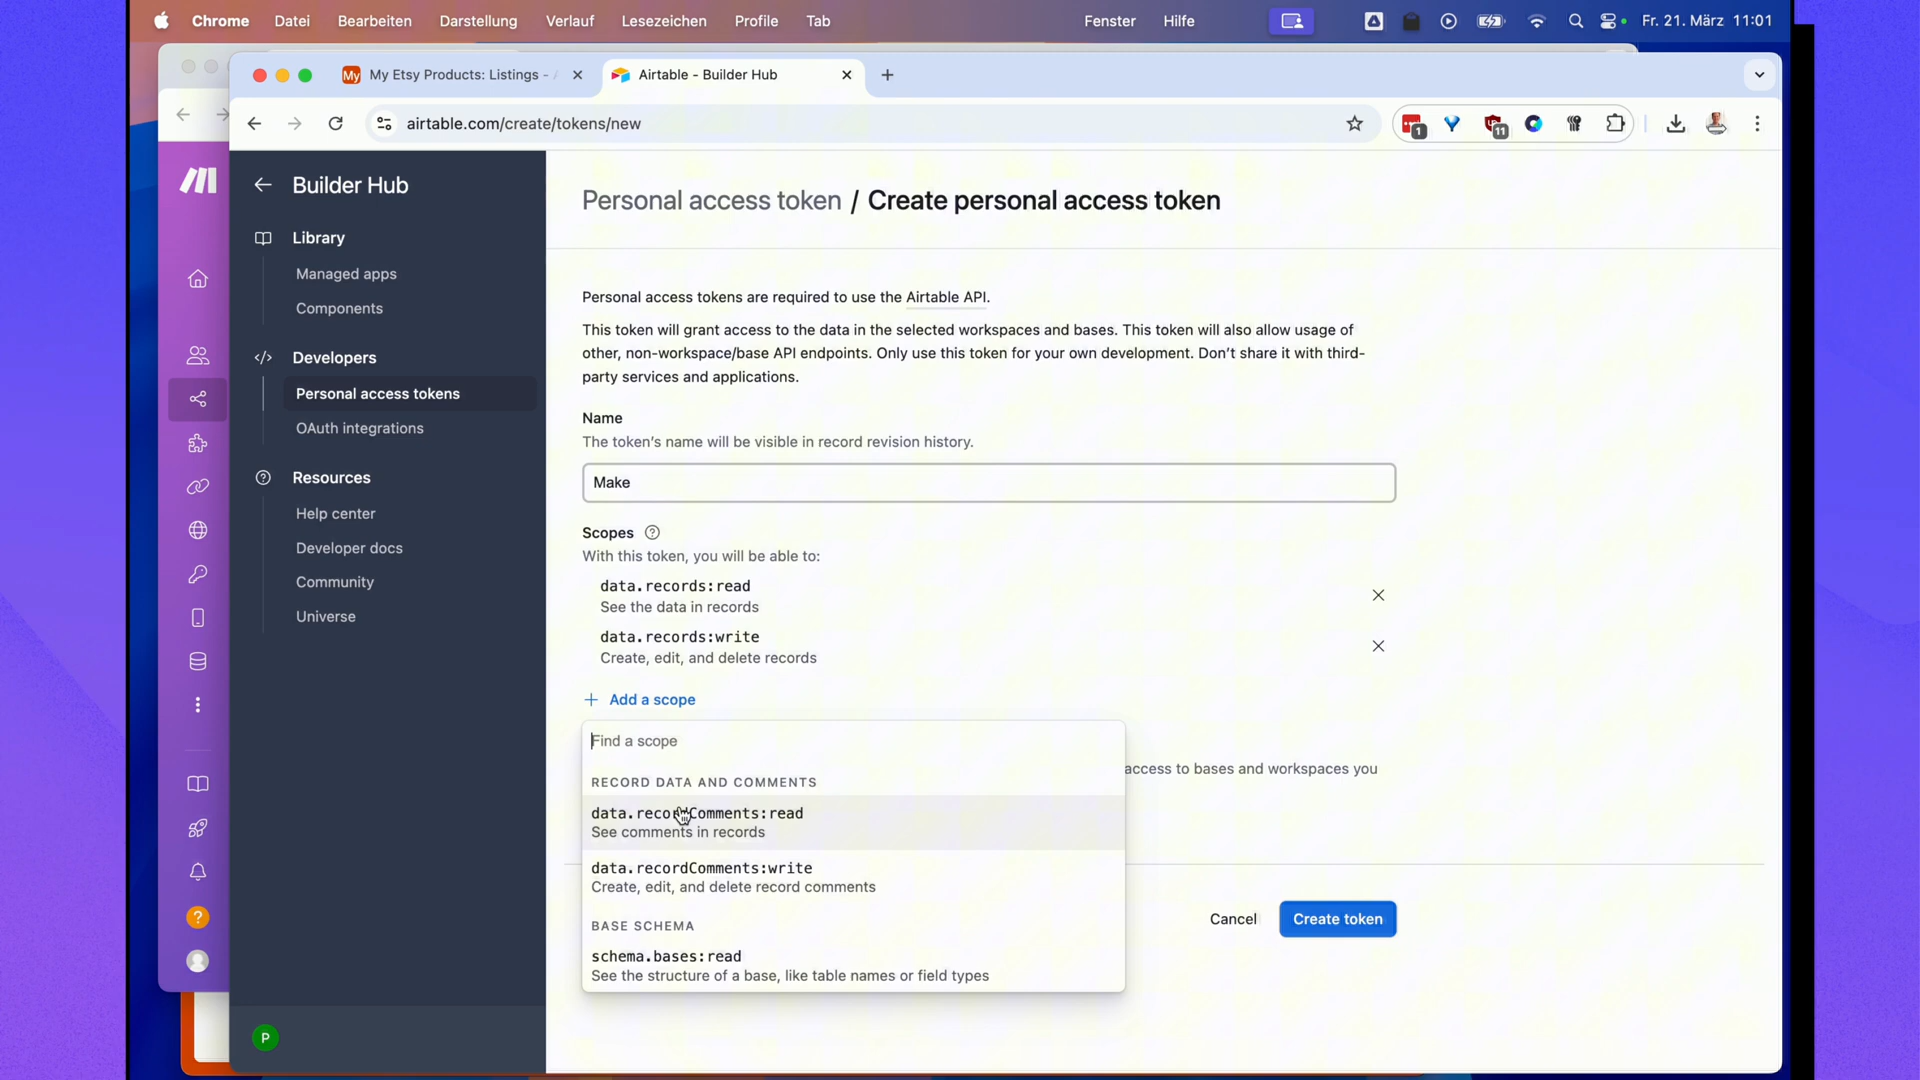 Chrome Datei Bearbeiten Darstellung Verlauf Lesezeichen Profile Tab Fenster Hilfe Fr. 21. März 11:01
My My Etsy Products: Listings -
Airtable - Builder Hub
airtable.com/create/tokens/new
1
11
Builder Hub
Library
Managed apps
Components
Developers
Personal access tokens
OAuth integrations
Resources
Help center
Developer docs
Community
Universe
P
Personal access token / Create personal access token
Personal access tokens are required to use the Airtable API.
This token will grant access to the data in the selected workspaces and bases. This token will also allow usage of
other, non-workspace/base API endpoints. Only use this token for your own development. Don’t share it with third-
party services and applications.
Name
The token’s name will be visible in record revision history.
Make
Scopes ?
With this token, you will be able to:
data.records:read
See the data in records
data.records:write
Create, edit, and delete records
+ Add a scope
Find a scope
access to bases and workspaces you
RECORD DATA AND COMMENTS
data.recordComments:read
See comments in records
data.recordComments:write
Create, edit, and delete record comments
BASE SCHEMA
schema.bases:read
See the structure of a base, like table names or field types
Cancel
Create token